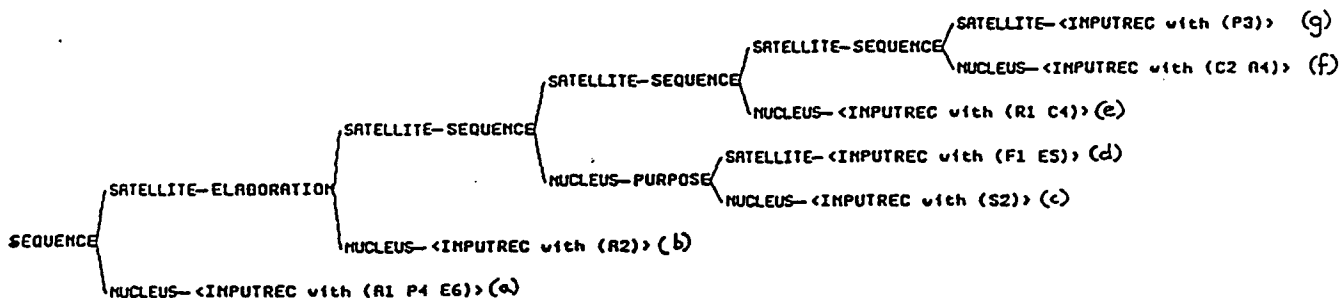 SATELLITE-<INPUTREC with (P3)> (g)
SATELLITE-SEQUENCE
NUCLEUS-<INPUTREC with (C2 A4)> (f)
SATELLITE-SEQUENCE
NUCLEUS-<INPUTREC with (R1 C4)> (e)
SATELLITE-SEQUENCE
SATELLITE-<INPUTREC with (F1 E5)> (d)
NUCLEUS-PURPOSE
NUCLEUS-<INPUTREC with (S2)> (c)
SATELLITE-ELABORATION
NUCLEUS-<INPUTREC with (A2)> (b)
SEQUENCE
NUCLEUS-<INPUTREC with (A1 P4 E6)> (a)